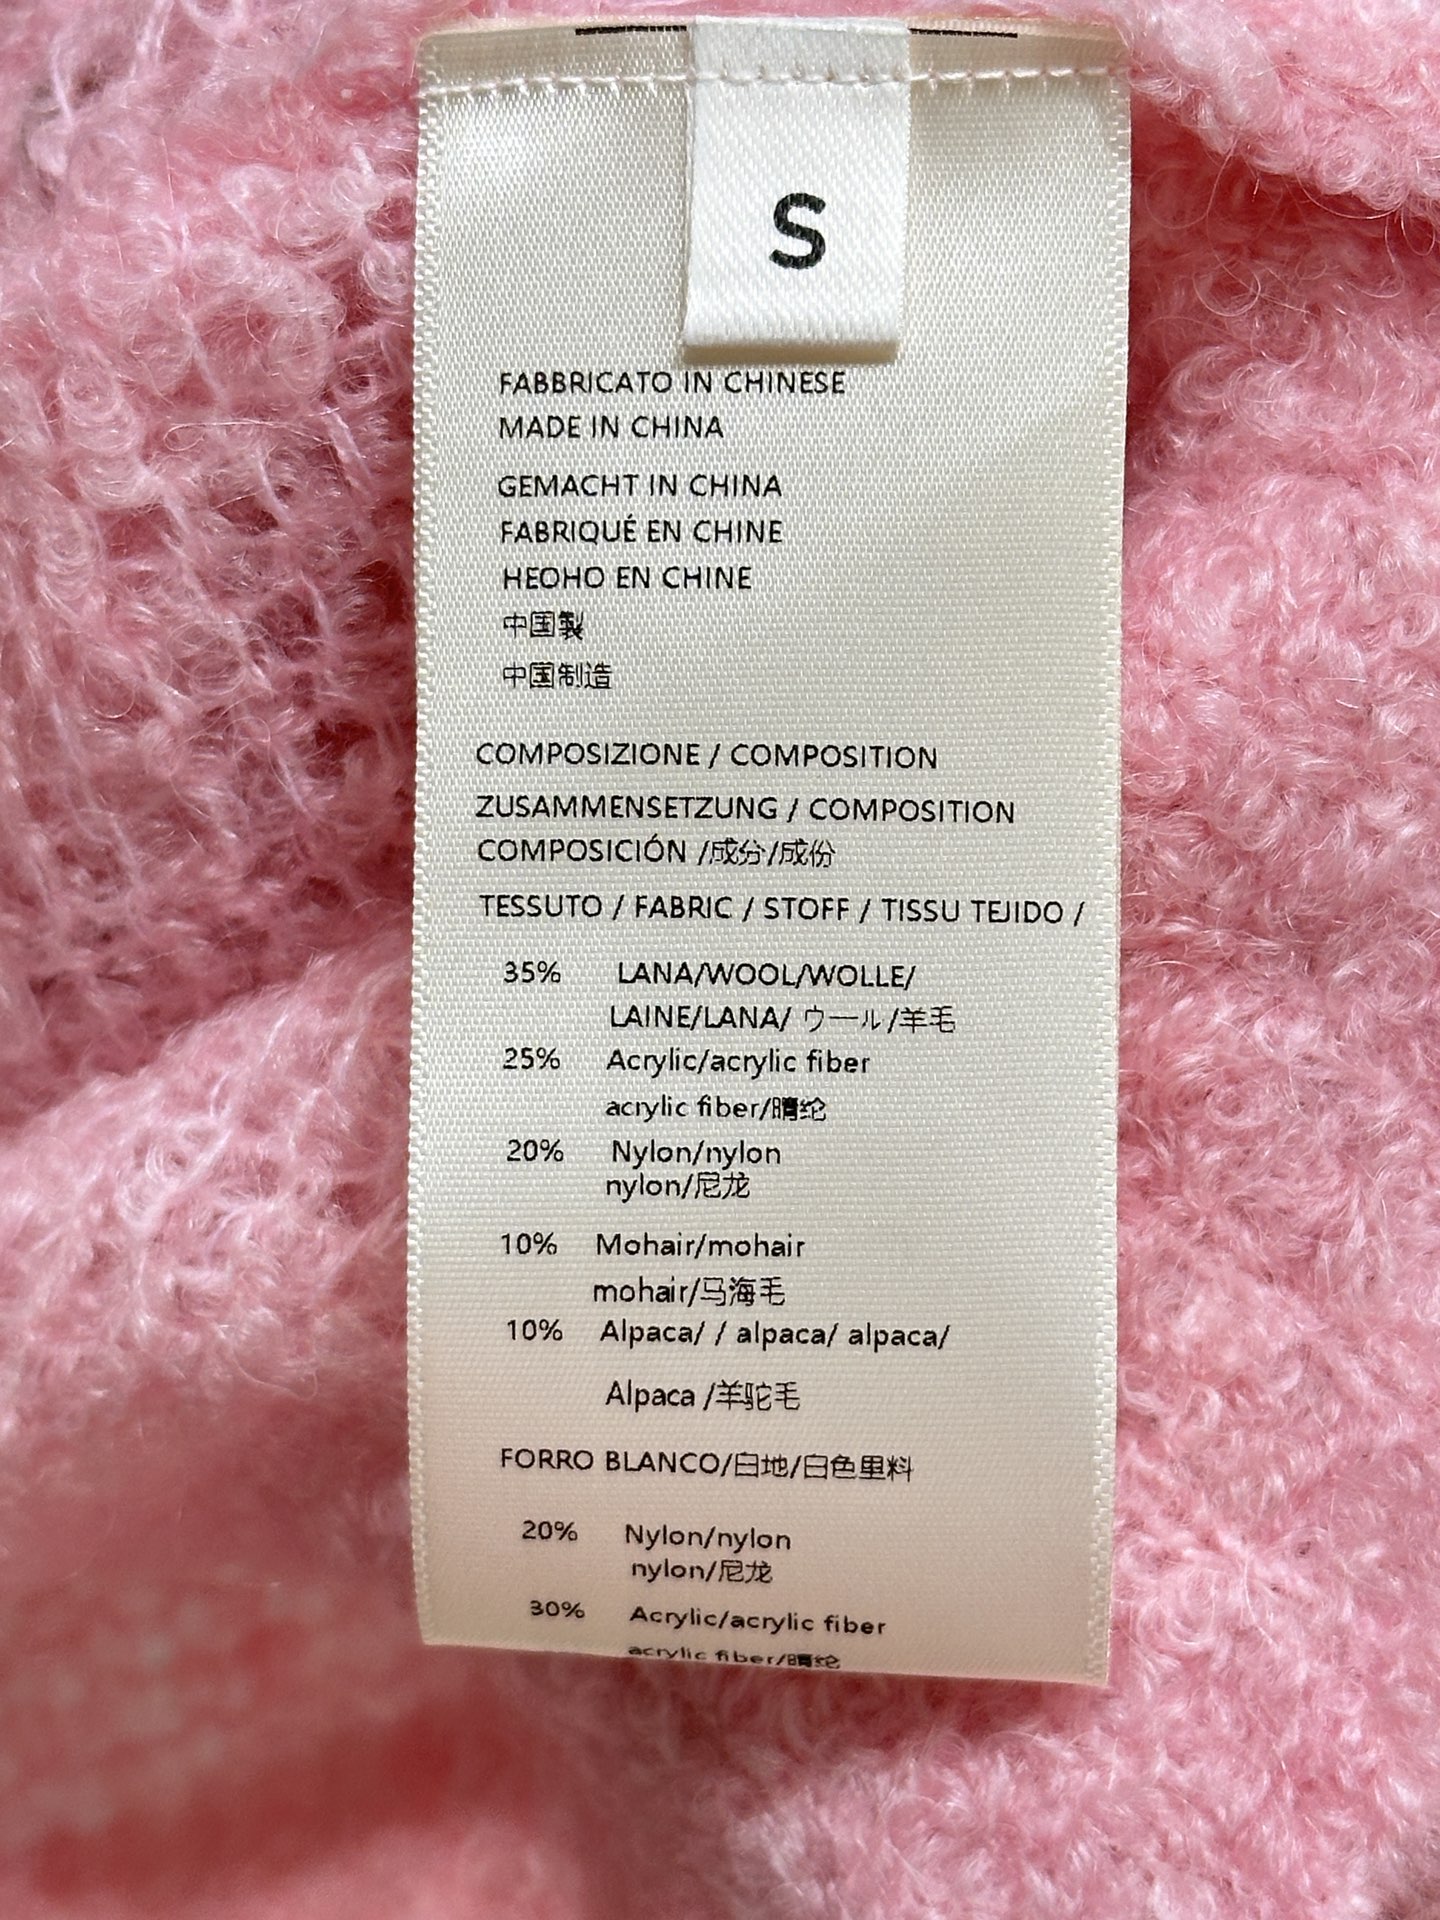 S
FABBRICATO IN CHINESE
MADE IN CHINA
GEMACHT IN CHINA
FABRIQUÉ EN CHINE
HEOHO EN CHINE
中国製
中国制造
COMPOSIZIONE / COMPOSITION
ZUSAMMENSETZUNG / COMPOSITION
COMPOSICIÓN /成分/成份
TESSUTO / FABRIC / STOFF / TISSU TEJIDO /
35% LANA/WOOL/WOLLE/
LAINE/LANA/ ウール/羊毛
25% Acrylic/acrylic fiber
acrylic fiber/晴纶
20% Nylon/nylon
nylon/尼龙
10% Mohair/mohair
mohair/马海毛
10% Alpaca/ / alpaca/ alpaca/
Alpaca /羊驼毛
FORRO BLANCO/白地/白色里料
20% Nylon/nylon
nylon/尼龙
30% Acrylic/acrylic fiber
acrylic fiber/晴纶